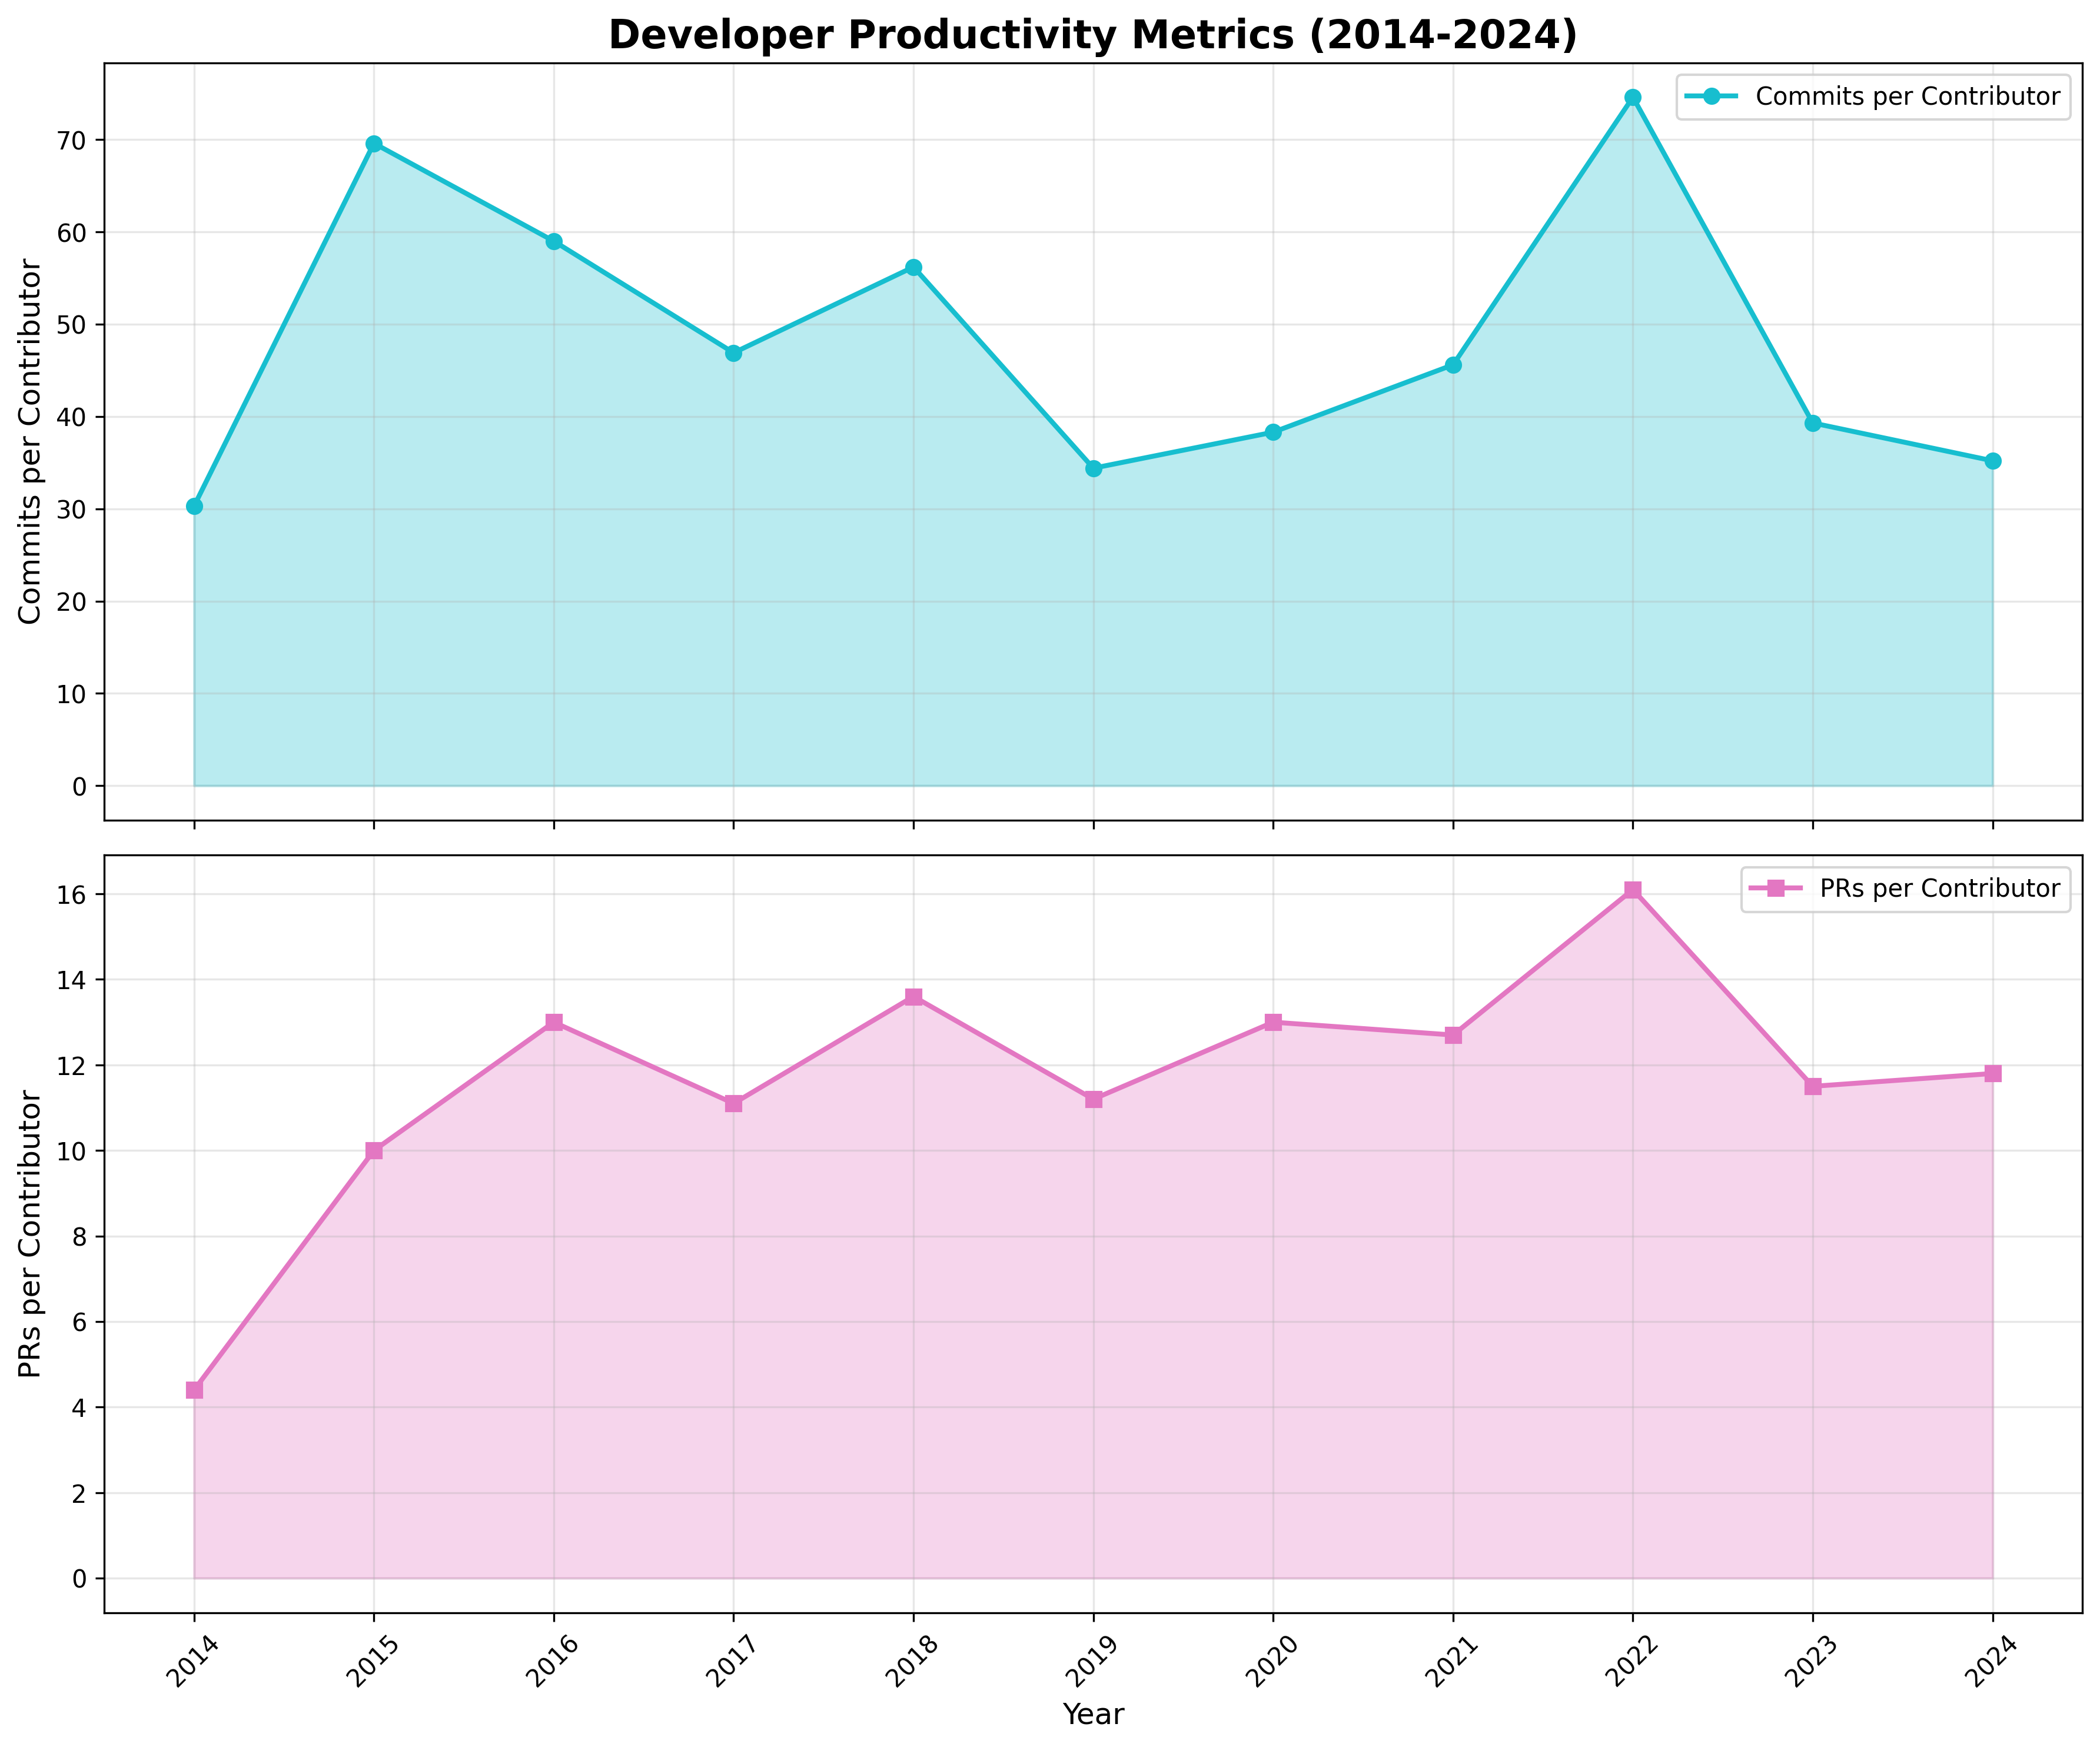 Developer Productivity Metrics (2014-2024)
Commits per Contributor
70
60
50
40
30
20
10
0
Commits per Contributor
PRs per Contributor
16
14
12
10
8
6
4
2
0
PRs per Contributor
2014 2015 2016 2017 2018 2019 2020 2021 2022 2023 2024
Year